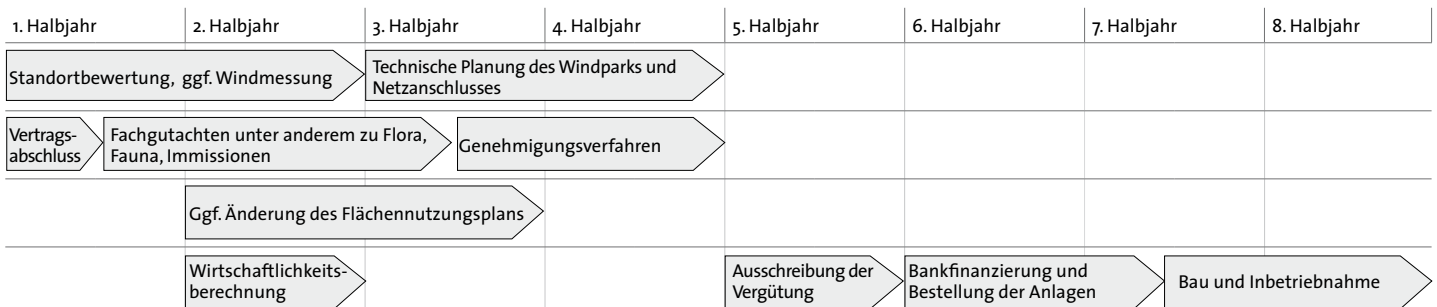 1. Halbjahr
2. Halbjahr
3. Halbjahr
4. Halbjahr
5. Halbjahr
6. Halbjahr
7. Halbjahr
8. Halbjahr
Standortbewertung, ggf. Windmessung
Technische Planung des Windparks und
Netzanschlusses
Vertrags-
abschluss
Fachgutachten unter anderem zu Flora,
Fauna, Immissionen
Genehmigungsverfahren
Ggf. Änderung des Flächennutzungsplans
Wirtschaftlichkeits-
berechnung
Ausschreibung der
Vergütung
Bankfinanzierung und
Bestellung der Anlagen
Bau und Inbetriebnahme